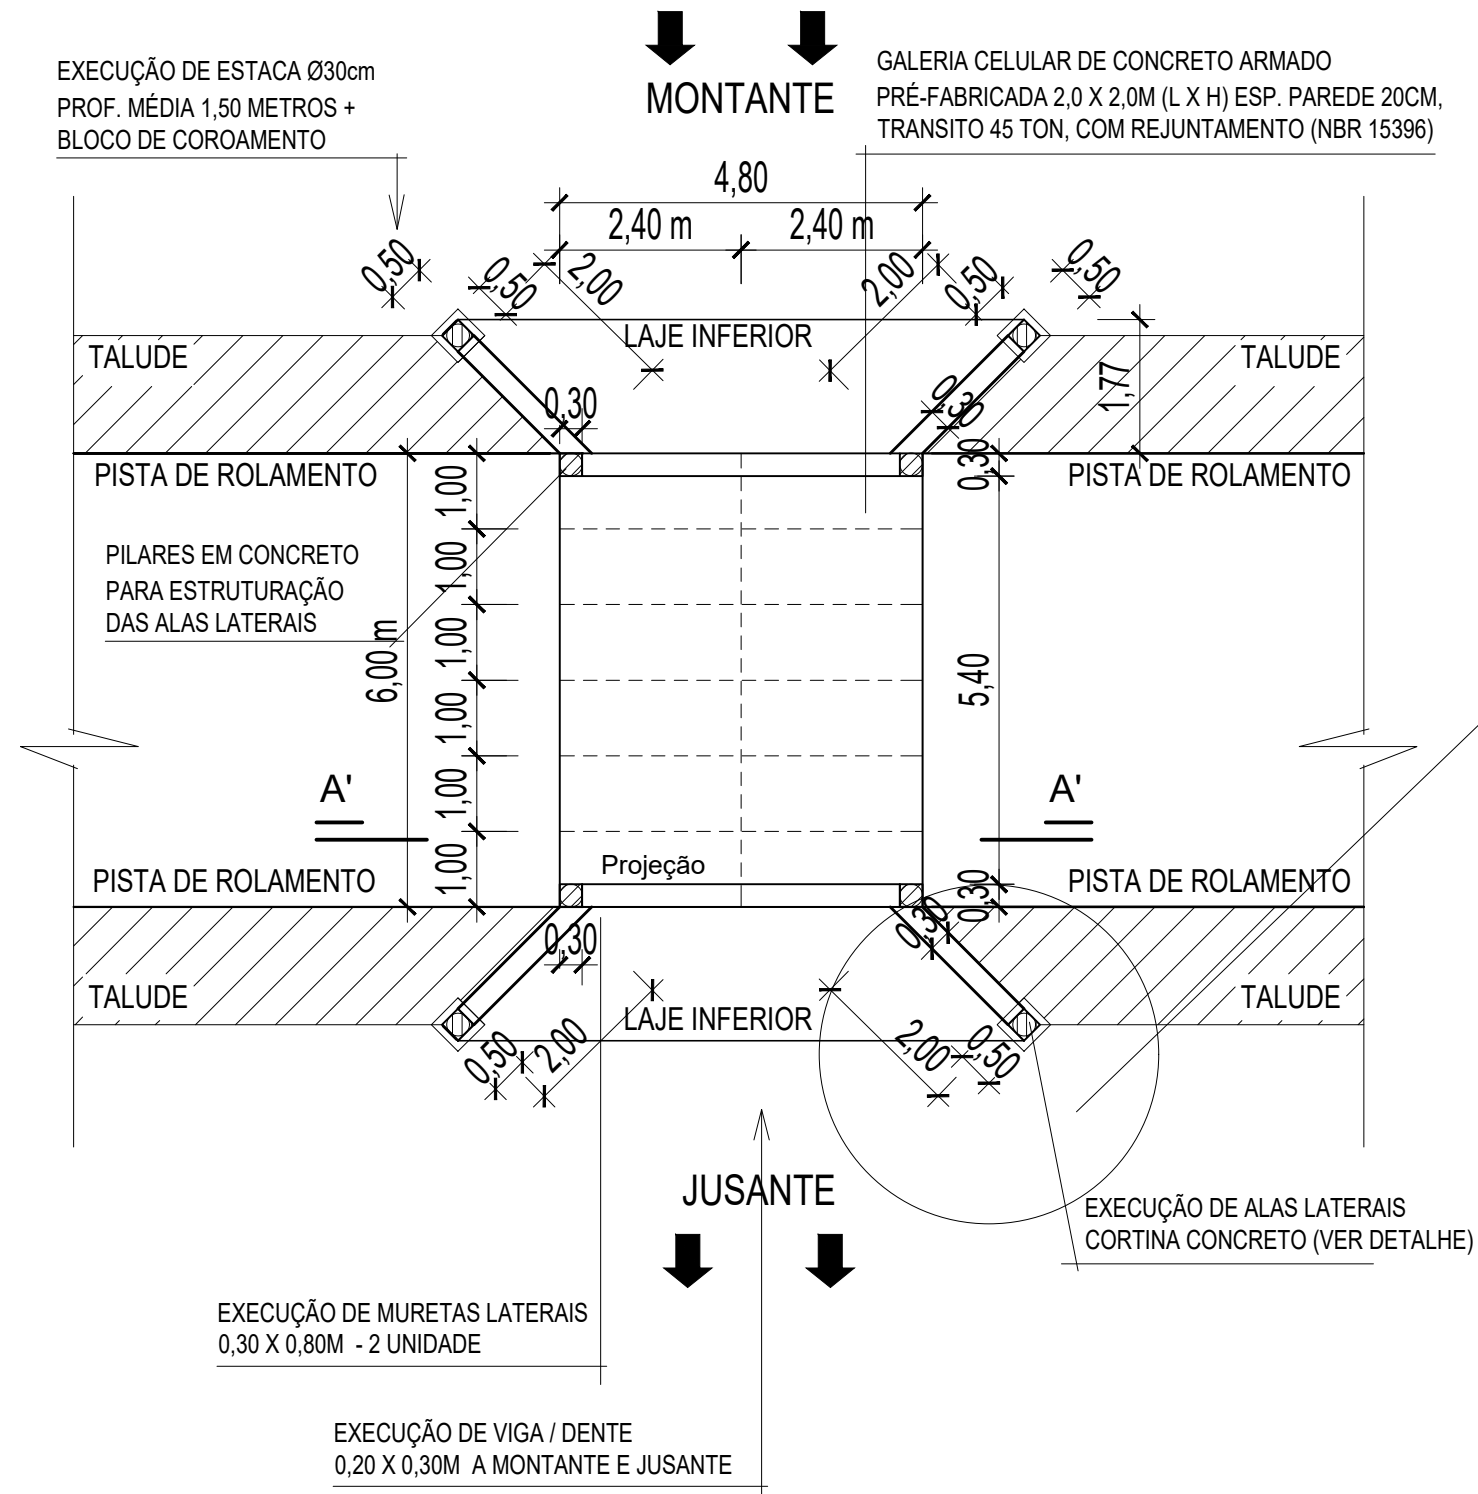 EXECUÇÃO DE ESTACA Ø30cm
PROF. MÉDIA 1,50 METROS +
BLOCO DE COROAMENTO
MONTANTE
GALERIA CELULAR DE CONCRETO ARMADO
PRÉ-FABRICADA 2,0 X 2,0M (L X H) ESP. PAREDE 20CM,
TRANSITO 45 TON, COM REJUNTAMENTO (NBR 15396)
4,80
2,40 m
2,40 m
0,50
0,50
2,00
2,00
0,50
0,50
LAJE INFERIOR
TALUDE
TALUDE
1,77
0,30
0,30
0,30
PISTA DE ROLAMENTO
PISTA DE ROLAMENTO
1,00
1,00
1,00
1,00
1,00
1,00
6,00 m
5,40
PILARES EM CONCRETO
PARA ESTRUTURAÇÃO
DAS ALAS LATERAIS
A'
A'
Projeção
PISTA DE ROLAMENTO
PISTA DE ROLAMENTO
0,30
0,30
0,30
TALUDE
TALUDE
LAJE INFERIOR
0,50
2,00
2,00
0,50
JUSANTE
EXECUÇÃO DE ALAS LATERAIS
CORTINA CONCRETO (VER DETALHE)
EXECUÇÃO DE MURETAS LATERAIS
0,30 X 0,80M - 2 UNIDADE
EXECUÇÃO DE VIGA / DENTE
0,20 X 0,30M A MONTANTE E JUSANTE